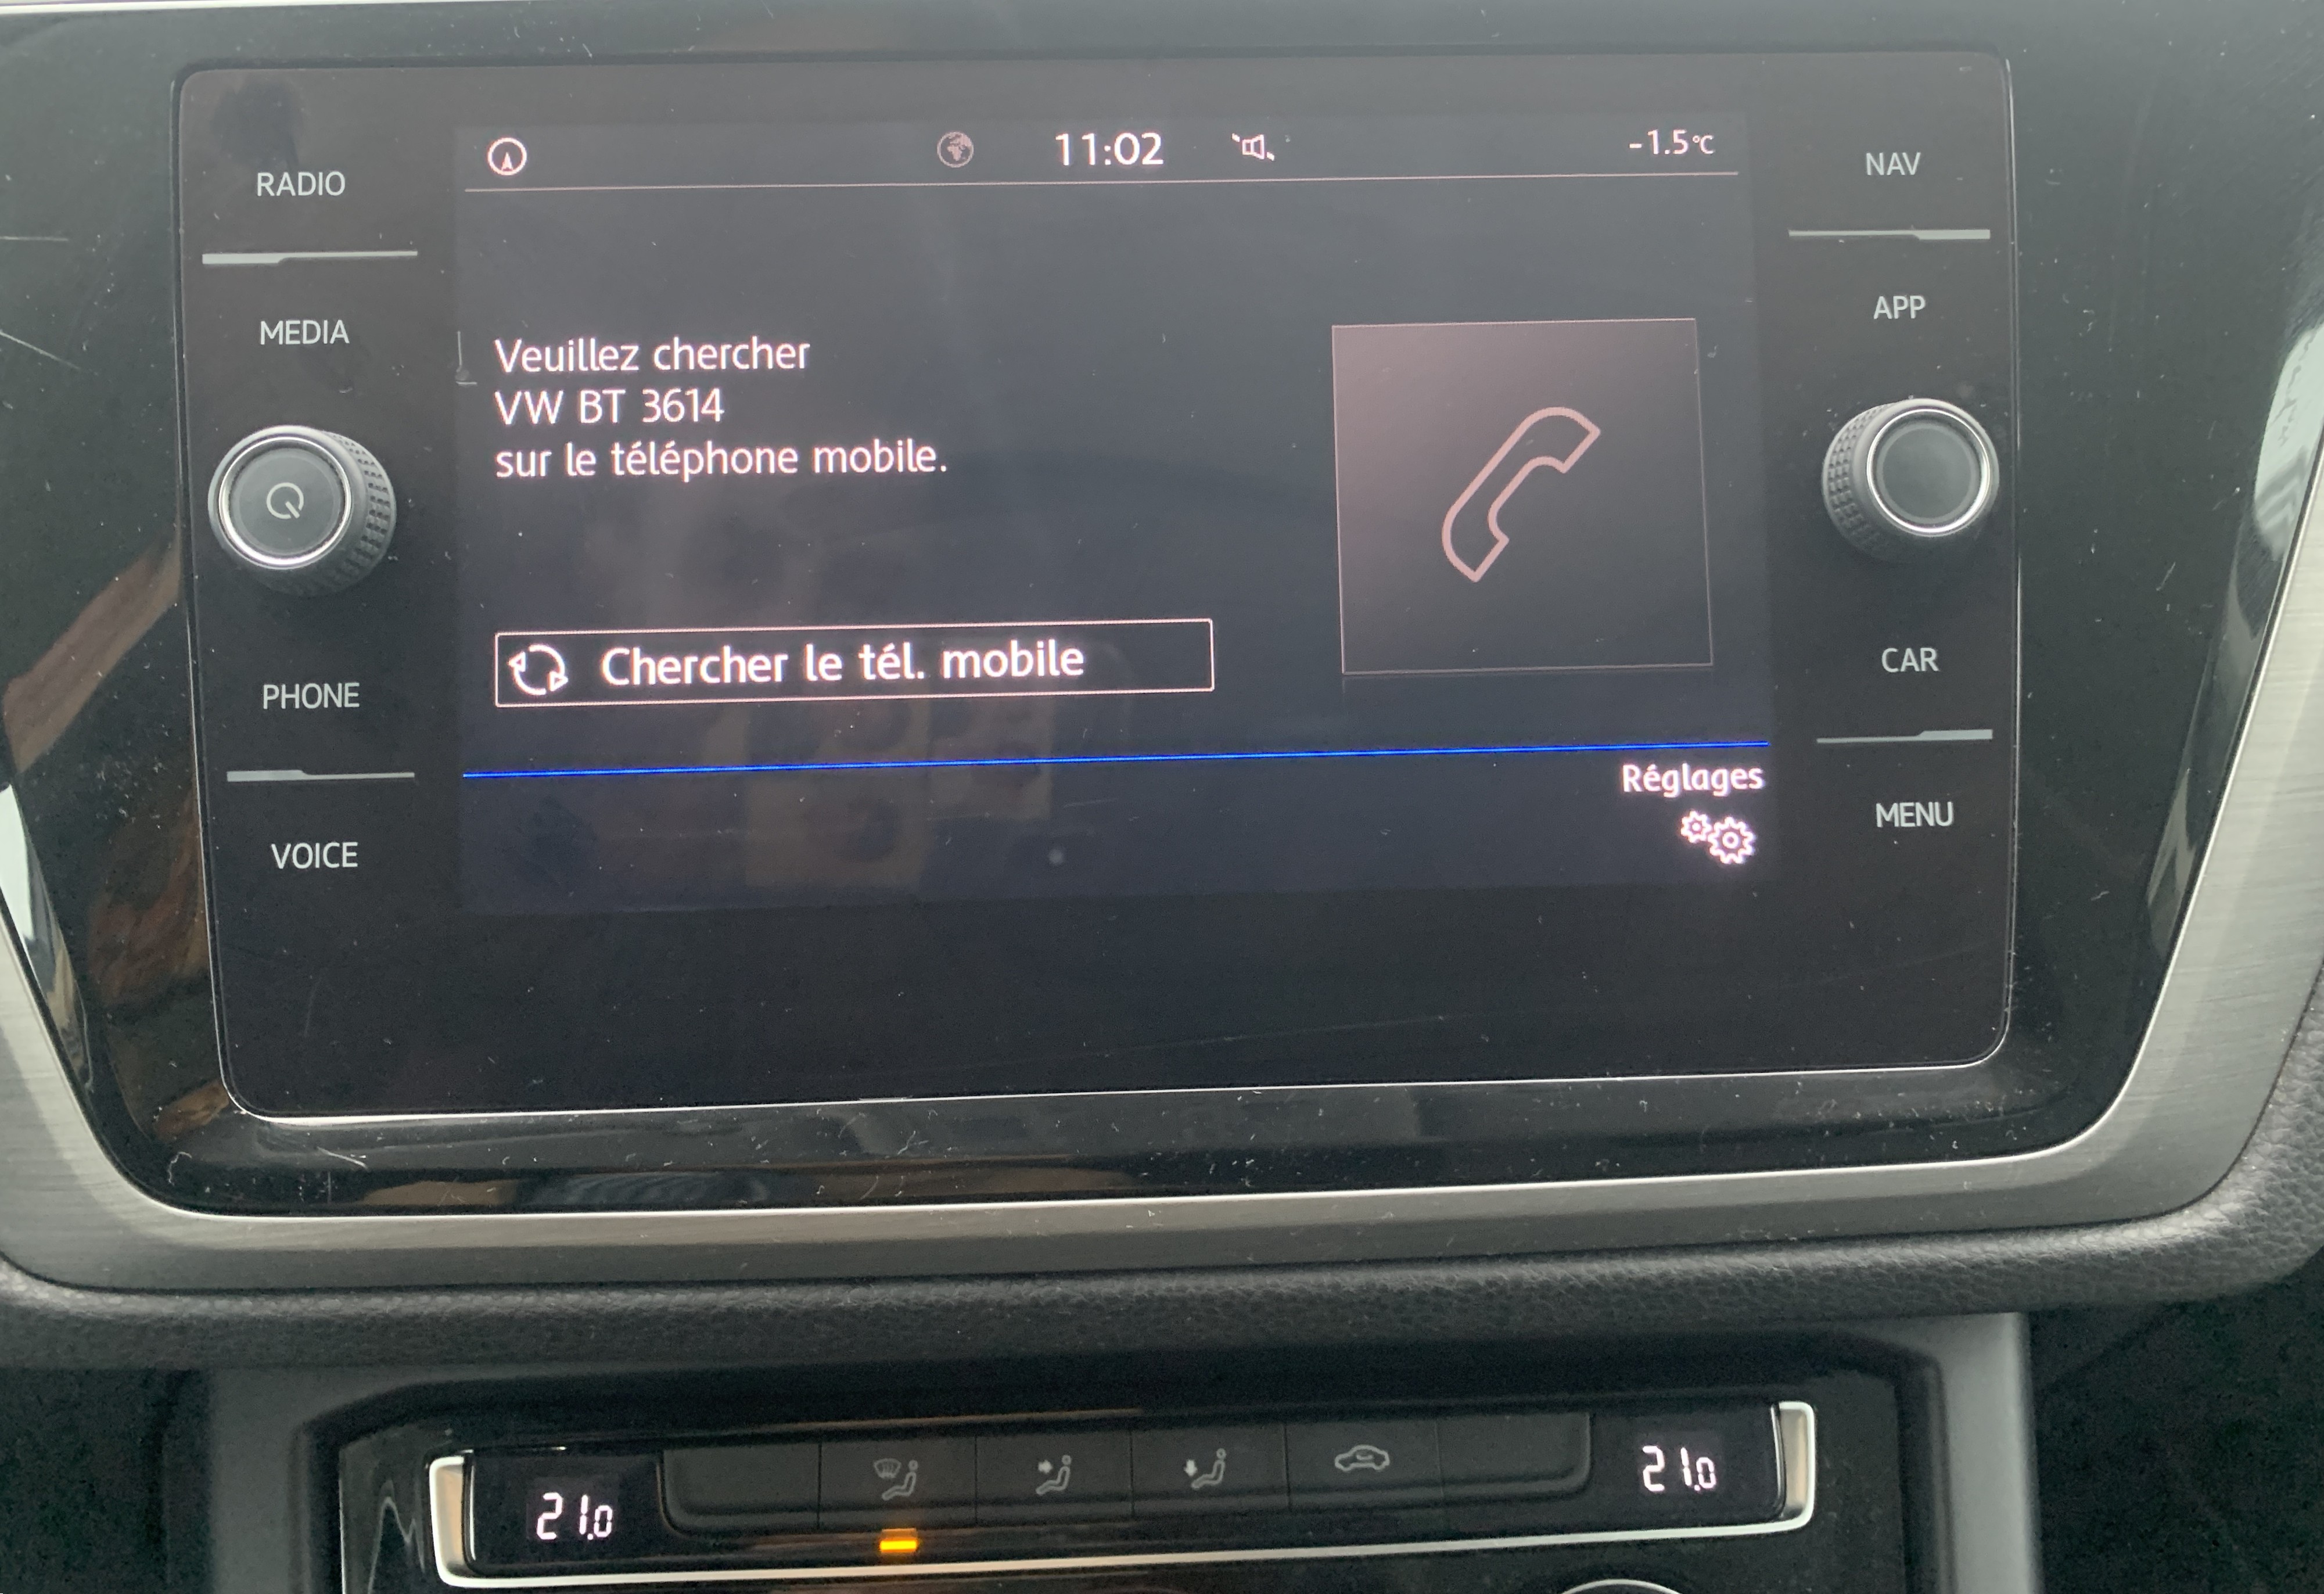 11:02
-1.5°C
RADIO
MEDIA
PHONE
VOICE
Veuillez chercher
VW BT 3614
sur le téléphone mobile.
Chercher le tél. mobile
Réglages
NAV
APP
CAR
MENU
21.0
21.0